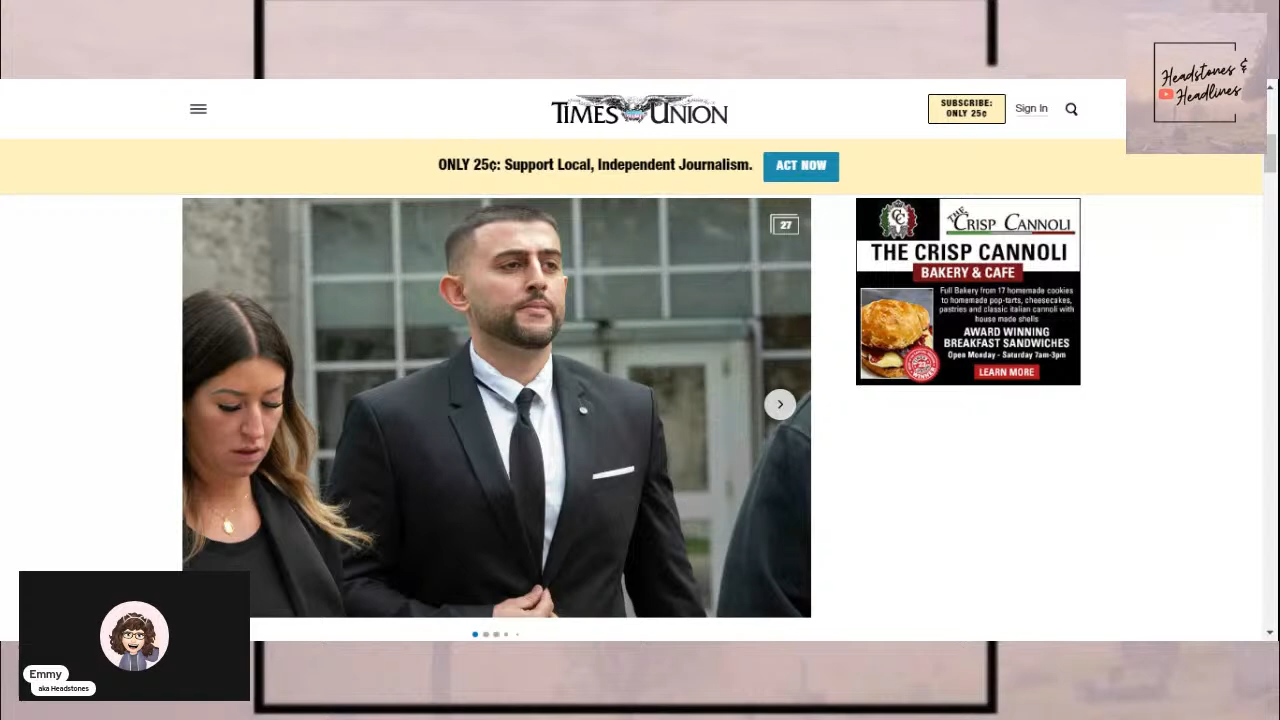 Headstones &
Headlines
TIMES UNION
SUBSCRIBE:
ONLY 25¢
Sign In
ONLY 25¢: Support Local, Independent Journalism.
ACT NOW
27
CC
THE
CRISP CANNOLI
THE CRISP CANNOLI
BAKERY & CAFE
Full Bakery from 17 homemade cookies
to homemade pop-tarts, cheesecakes,
pastries and classic italian cannoli with
house made shells
AWARD WINNING
BREAKFAST SANDWICHES
Open Monday - Saturday 7am-3pm
LEARN MORE
Emmy
aka Headstones